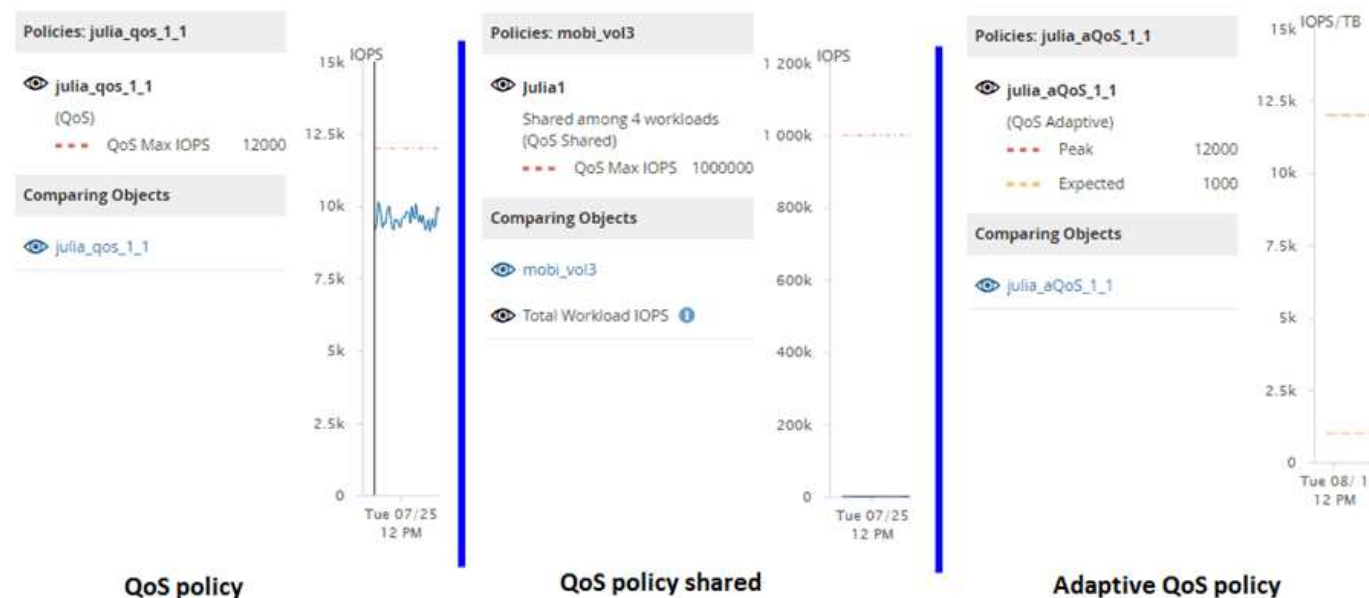 Policies: julia_qos_1_1
julia_qos_1_1
(QoS)
QoS Max IOPS 12000
Comparing Objects
julia_qos_1_1
IOPS
15k
12.5k
10k
7.5k
5k
2.5k
0
Tue 07/25
12 PM
QoS policy
Policies: mobi_vol3
Julia1
Shared among 4 workloads
(QoS Shared)
QoS Max IOPS 1000000
Comparing Objects
mobi_vol3
Total Workload IOPS
IOPS
1 200k
1 000k
800k
600k
400k
200k
0
Tue 07/25
12 PM
QoS policy shared
Policies: julia_aQoS_1_1
julia_aQoS_1_1
(QoS Adaptive)
Peak 12000
Expected 1000
Comparing Objects
julia_aQoS_1_1
IOPS/TB
15k
12.5k
10k
7.5k
5k
2.5k
0
Tue 08/ 1
12 PM
Adaptive QoS policy